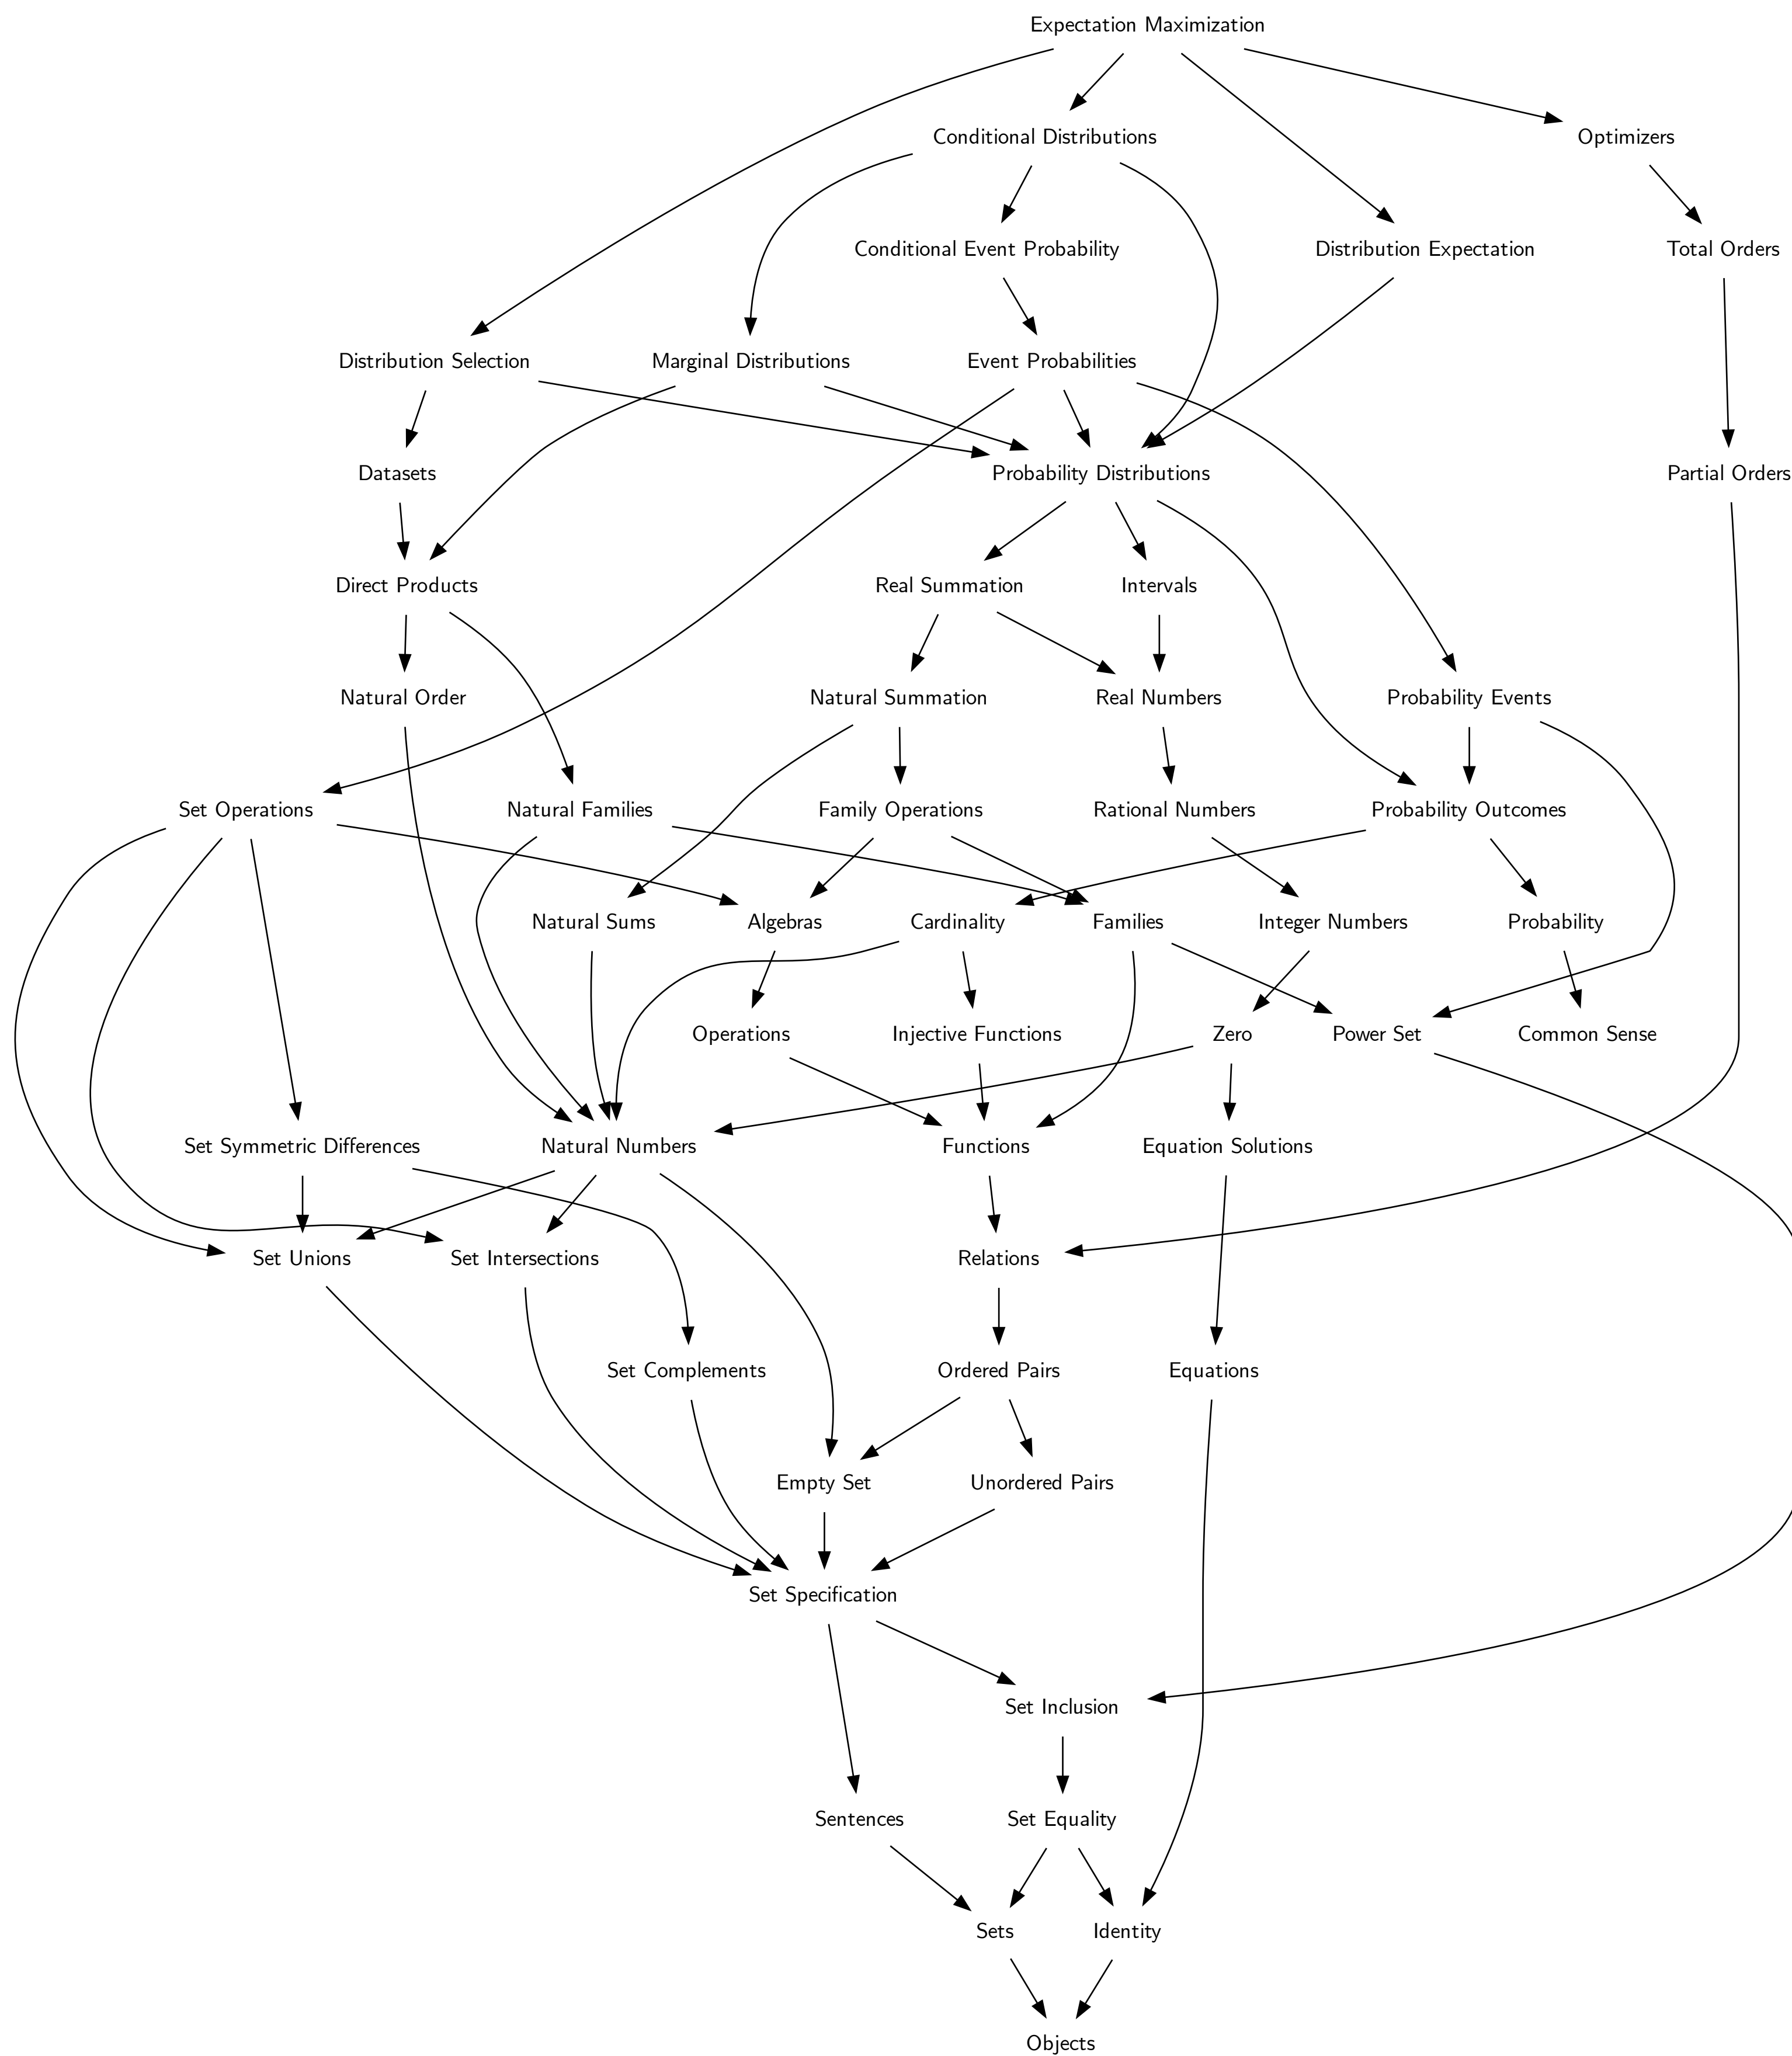 Expectation Maximization
Conditional Distributions
Optimizers
Conditional Event Probability
Distribution Expectation
Total Orders
Distribution Selection
Marginal Distributions
Event Probabilities
Datasets
Probability Distributions
Partial Orders
Direct Products
Real Summation
Intervals
Natural Order
Natural Summation
Real Numbers
Probability Events
Set Operations
Natural Families
Family Operations
Rational Numbers
Probability Outcomes
Natural Sums
Algebras
Cardinality
Families
Integer Numbers
Probability
Operations
Injective Functions
Zero
Power Set
Common Sense
Set Symmetric Differences
Natural Numbers
Functions
Equation Solutions
Set Unions
Set Intersections
Relations
Set Complements
Ordered Pairs
Equations
Empty Set
Unordered Pairs
Set Specification
Set Inclusion
Sentences
Set Equality
Sets
Identity
Objects